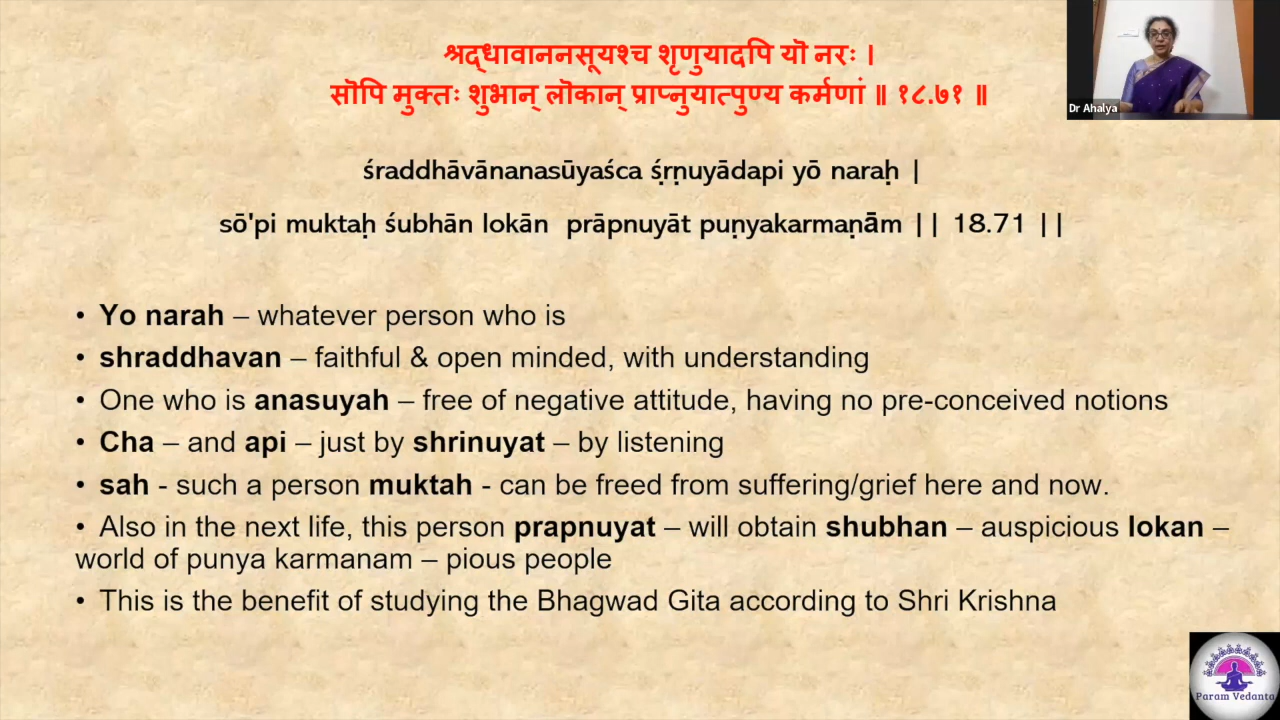 श्रद्धावाननसूयश्च शृणुयादपि यॊ नरः ।
सॊपि मुक्तः शुभान् लॊकान् प्राप्नुयात्पुण्य कर्मणां ॥ १८.७१ ॥
Dr Ahalya
śraddhāvānanasūyaśca śṛṇuyādapi yō naraḥ |
sō'pi muktaḥ śubhān lokān prāpnuyāt puṇyakarmaṇām || 18.71 ||
• Yo narah – whatever person who is
• shraddhavan – faithful & open minded, with understanding
• One who is anasuyah – free of negative attitude, having no pre-conceived notions
• Cha – and api – just by shrinuyat – by listening
• sah - such a person muktah - can be freed from suffering/grief here and now.
• Also in the next life, this person prapnuyat – will obtain shubhan – auspicious lokan –
world of punya karmanam – pious people
• This is the benefit of studying the Bhagwad Gita according to Shri Krishna
Param Vedanta